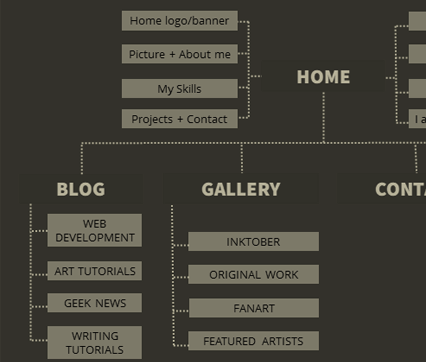 Home logo/banner
Picture + About me
My Skills
Projects + Contact
HOME
I a
BLOG
GALLERY
CONTA
WEB
DEVELOPMENT
ART TUTORIALS
GEEK NEWS
WRITING
TUTORIALS
INKTOBER
ORIGINAL WORK
FANART
FEATURED ARTISTS